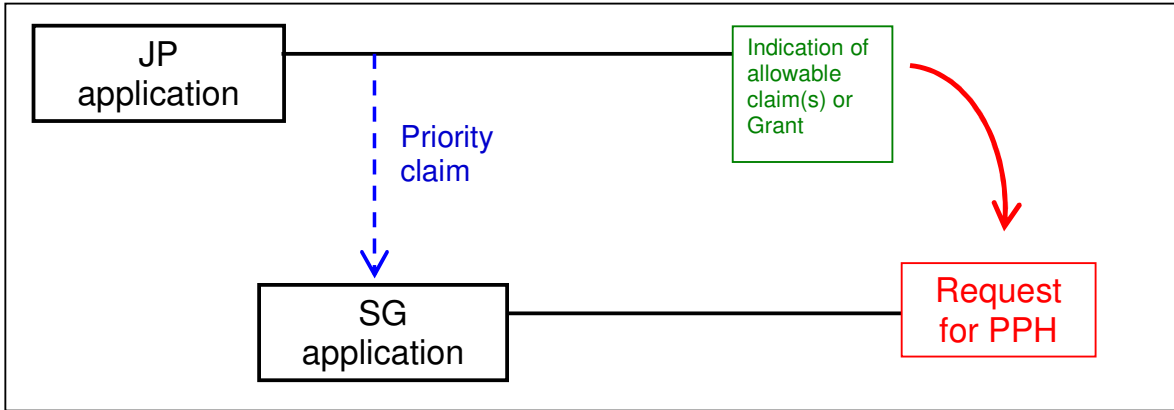 JP
application
Indication of
allowable
claim(s) or
Grant
Priority
claim
SG
application
Request
for PPH